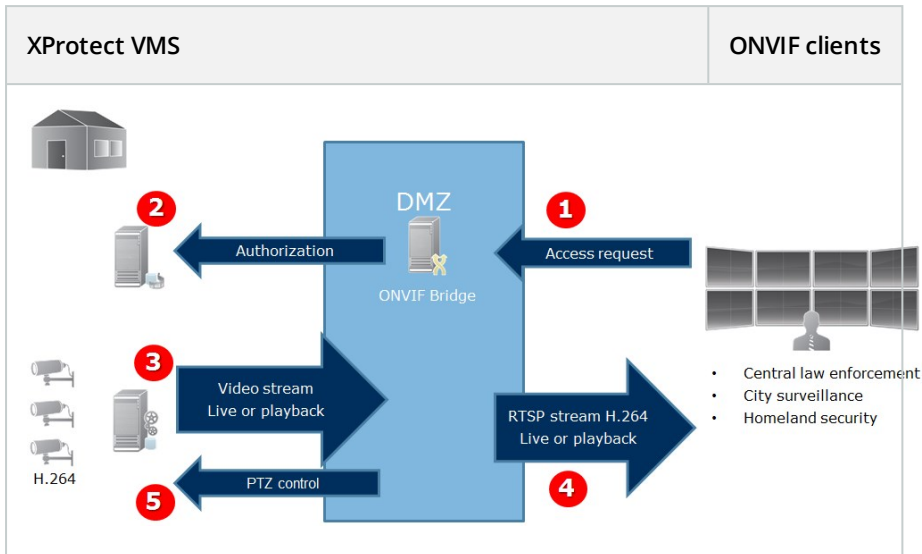 XProtect VMS
ONVIF clients
DMZ
2
1
Authorization
Access request
ONVIF Bridge
3
Video stream
Live or playback
RTSP stream H.264
Live or playback
• Central law enforcement
• City surveillance
• Homeland security
H.264
5
PTZ control
4